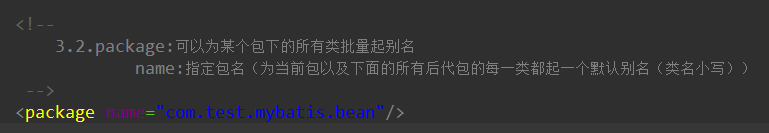 <!--
3.2.package:可以为某个包下的所有类批量起别名
name:指定包名（为当前包以及下面的所有后代包的每一类都起一个默认别名（类名小写））
-->
<package name="com.test.mybatis.bean"/>